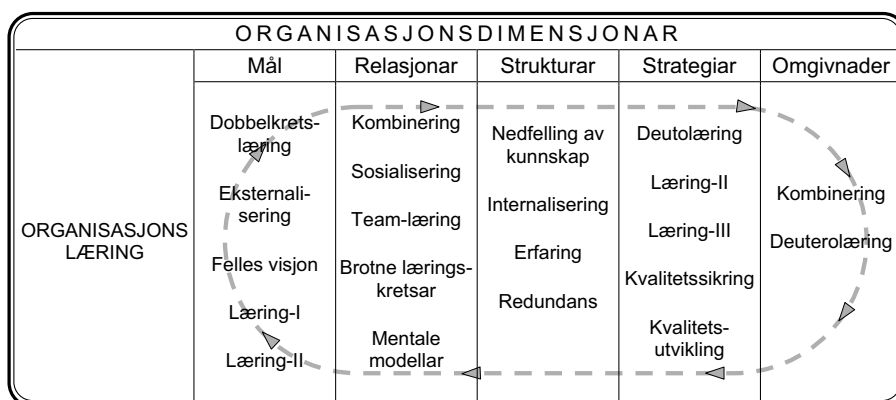 ORGANISASJONSDIMENSJONAR
Mål
Relasjonar
Strukturar
Strategiar
Omgivnader
ORGANISASJONS
LÆRING
Dobbelkrets-
læring
Eksternali-
sering
Felles visjon
Læring-I
Læring-II
Kombinering
Sosialisering
Team-læring
Brotne lærings-
kretsar
Mentale
modellar
Nedfelling av
kunnskap
Internalisering
Erfaring
Redundans
Deutolæring
Læring-II
Læring-III
Kvalitetssikring
Kvalitets-
utvikling
Kombinering
Deuterolæring